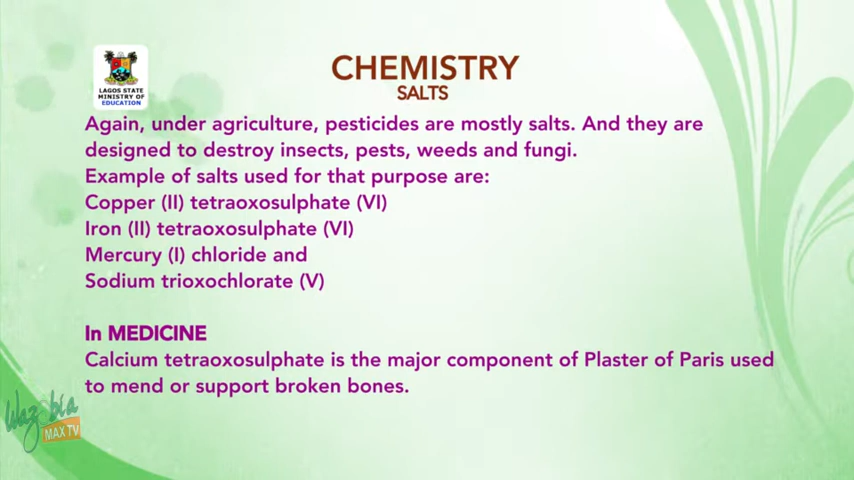 LAGOS STATE
MINISTRY OF
EDUCATION
CHEMISTRY
SALTS
Again, under agriculture, pesticides are mostly salts. And they are
designed to destroy insects, pests, weeds and fungi.
Example of salts used for that purpose are:
Copper (II) tetraoxosulphate (VI)
Iron (II) tetraoxosulphate (VI)
Mercury (I) chloride and
Sodium trioxochlorate (V)
In MEDICINE
Calcium tetraoxosulphate is the major component of Plaster of Paris used
to mend or support broken bones.
Wazobia
MAX TV